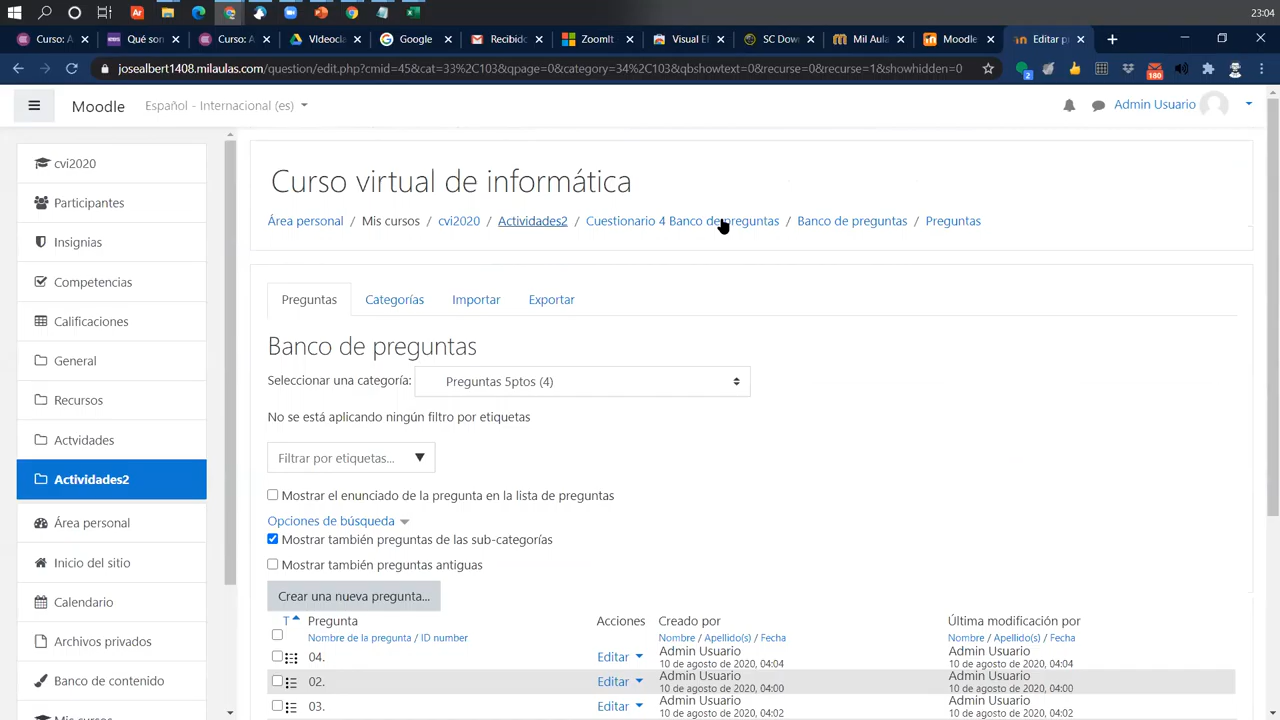 23:04
Curso: A
Qué son
Curso: A
Videoclas
Google
Recibido
ZoomIt
Visual E
SC Dow
Mil Aula
Moodle
Editar p
josealbert1408.milaulas.com/question/edit.php?cmid=45&cat=33%2C103&qpage=0&category=34%2C103&qbshowtext=0&recurse=0&recurse=1&showhidden=0
2
180
Moodle
Español - Internacional (es)
Admin Usuario
cvi2020
Participantes
Insignias
Competencias
Calificaciones
General
Recursos
Actvidades
Actividades2
Área personal
Inicio del sitio
Calendario
Archivos privados
Banco de contenido
Mis cursos
Curso virtual de informática
Área personal / Mis cursos / cvi2020 / Actividades2 / Cuestionario 4 Banco de preguntas / Banco de preguntas / Preguntas
Preguntas Categorías Importar Exportar
Banco de preguntas
Seleccionar una categoría: Preguntas 5ptos (4)
No se está aplicando ningún filtro por etiquetas
Filtrar por etiquetas... ▼
Mostrar el enunciado de la pregunta en la lista de preguntas
Opciones de búsqueda
Mostrar también preguntas de las sub-categorías
Mostrar también preguntas antiguas
Crear una nueva pregunta...
T Pregunta Acciones Creado por Última modificación por
Nombre de la pregunta / ID number Nombre / Apellido(s) / Fecha Nombre / Apellido(s) / Fecha
04. Editar Admin Usuario Admin Usuario
10 de agosto de 2020, 04:04 10 de agosto de 2020, 04:04
02. Editar Admin Usuario Admin Usuario
10 de agosto de 2020, 04:00 10 de agosto de 2020, 04:00
03. Editar Admin Usuario Admin Usuario
10 de agosto de 2020, 04:02 10 de agosto de 2020, 04:02